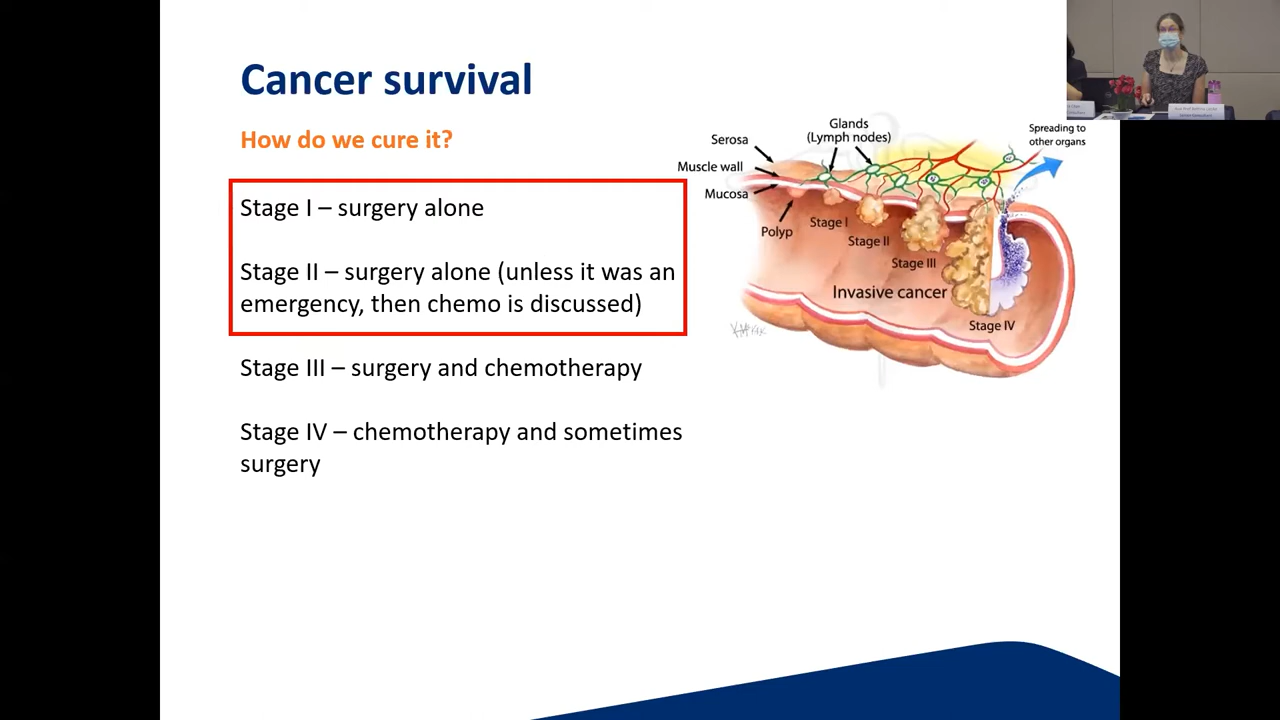 Cancer survival
How do we cure it?
Stage I – surgery alone
Stage II – surgery alone (unless it was an
emergency, then chemo is discussed)
Stage III – surgery and chemotherapy
Stage IV – chemotherapy and sometimes
surgery
Glands
(Lymph nodes)
Serosa
Muscle wall
Mucosa
Polyp
Stage I
Stage II
Stage III
Invasive cancer
Stage IV
Spreading to
other organs